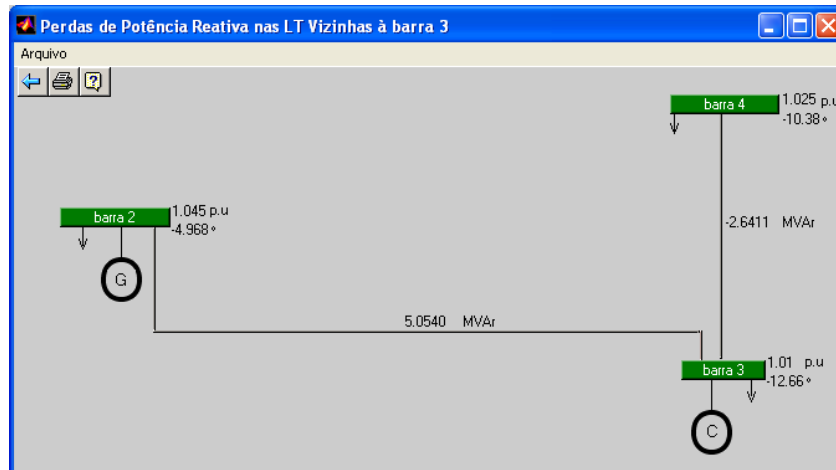 Perdas de Potência Reativa nas LT Vizinhas à barra 3
Arquivo
barra 4
1.025 p.u
-10.38°
barra 2
1.045 p.u
-4.968°
G
-2.6411 MVAr
5.0540 MVAr
barra 3
1.01 p.u
-12.66°
C